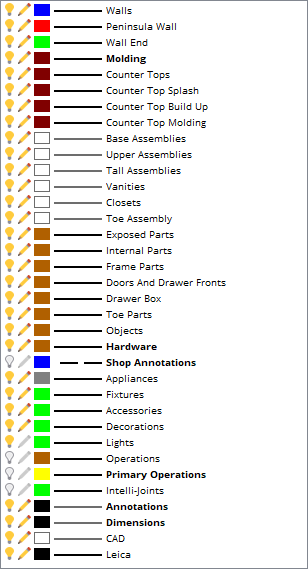 Walls
Peninsula Wall
Wall End
Molding
Counter Tops
Counter Top Splash
Counter Top Build Up
Counter Top Molding
Base Assemblies
Upper Assemblies
Tall Assemblies
Vanities
Closets
Toe Assembly
Exposed Parts
Internal Parts
Frame Parts
Doors And Drawer Fronts
Drawer Box
Toe Parts
Objects
Hardware
Shop Annotations
Appliances
Fixtures
Accessories
Decorations
Lights
Operations
Primary Operations
Intelli-Joints
Annotations
Dimensions
CAD
Leica